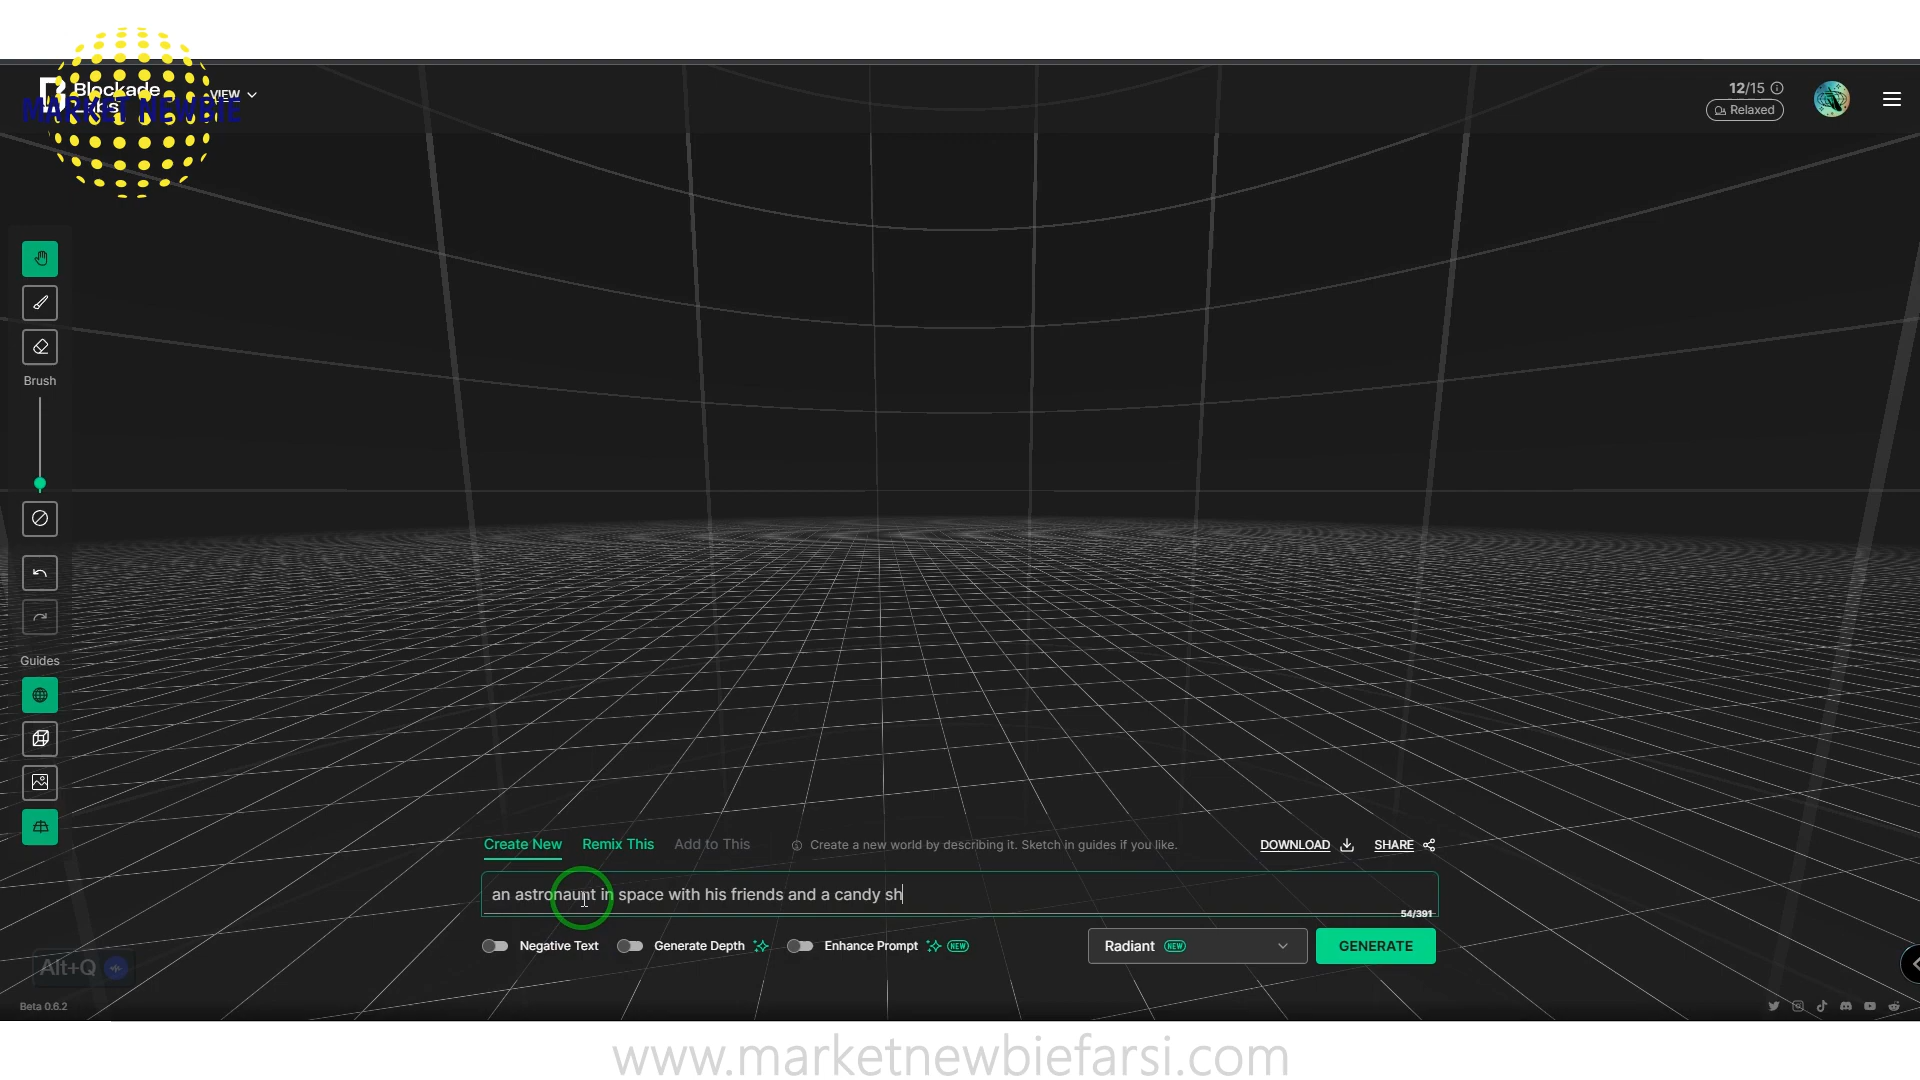 Blockade
Labs
MARKET NEWBIE
VIEW
12/15
Relaxed
Brush
Guides
Create New
Remix This
Add to This
Create a new world by describing it. Sketch in guides if you like.
DOWNLOAD
SHARE
an astronaunt in space with his friends and a candy sh
54/391
Negative Text
Generate Depth
Enhance Prompt
NEW
Radiant
NEW
GENERATE
Alt+Q
Beta 0.6.2
www.marketnewbiefarsi.com